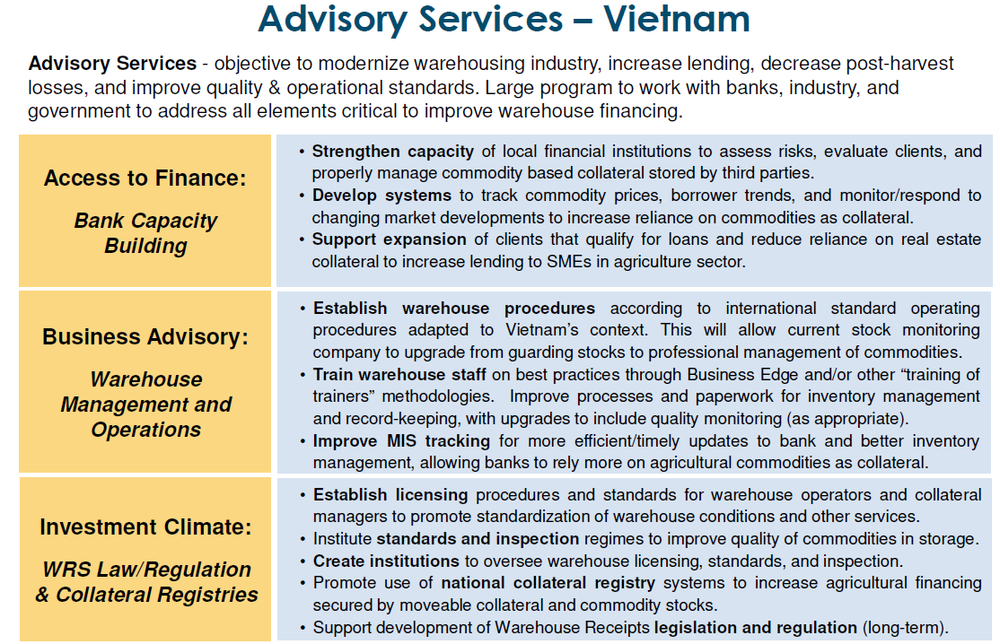 Advisory Services – Vietnam
Advisory Services - objective to modernize warehousing industry, increase lending, decrease post-harvest
losses, and improve quality & operational standards. Large program to work with banks, industry, and
government to address all elements critical to improve warehouse financing.
Access to Finance:
Bank Capacity
Building
• Strengthen capacity of local financial institutions to assess risks, evaluate clients, and
properly manage commodity based collateral stored by third parties.
• Develop systems to track commodity prices, borrower trends, and monitor/respond to
changing market developments to increase reliance on commodities as collateral.
• Support expansion of clients that qualify for loans and reduce reliance on real estate
collateral to increase lending to SMEs in agriculture sector.
Business Advisory:
Warehouse
Management and
Operations
• Establish warehouse procedures according to international standard operating
procedures adapted to Vietnam’s context. This will allow current stock monitoring
company to upgrade from guarding stocks to professional management of commodities.
• Train warehouse staff on best practices through Business Edge and/or other “training of
trainers” methodologies. Improve processes and paperwork for inventory management
and record-keeping, with upgrades to include quality monitoring (as appropriate).
• Improve MIS tracking for more efficient/timely updates to bank and better inventory
management, allowing banks to rely more on agricultural commodities as collateral.
Investment Climate:
WRS Law/Regulation
& Collateral Registries
• Establish licensing procedures and standards for warehouse operators and collateral
managers to promote standardization of warehouse conditions and other services.
• Institute standards and inspection regimes to improve quality of commodities in storage.
• Create institutions to oversee warehouse licensing, standards, and inspection.
• Promote use of national collateral registry systems to increase agricultural financing
secured by moveable collateral and commodity stocks.
• Support development of Warehouse Receipts legislation and regulation (long-term).